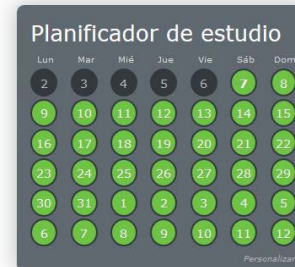 Planificador de estudio
Lun Mar Mié Jue Vie Sáb Dom
2 3 4 5 6 7 8
9 10 11 12 13 14 15
16 17 18 19 20 21 22
23 24 25 26 27 28 29
30 31 1 2 3 4 5
6 7 8 9 10 11 12
Personalizar